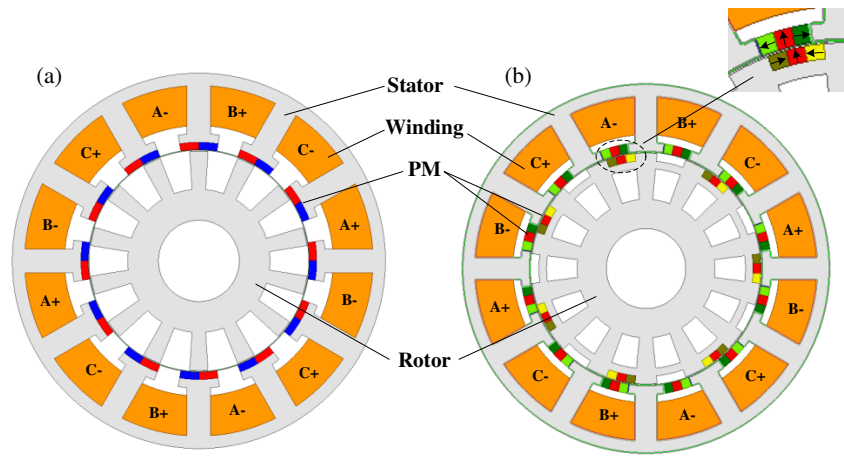 (a)
A-
B+
C+
C-
B-
A+
A+
B-
C-
C+
B+
A-
Stator
Winding
PM
Rotor
(b)
A-
B+
C+
C-
B-
A+
A+
B-
C-
C+
B+
A-